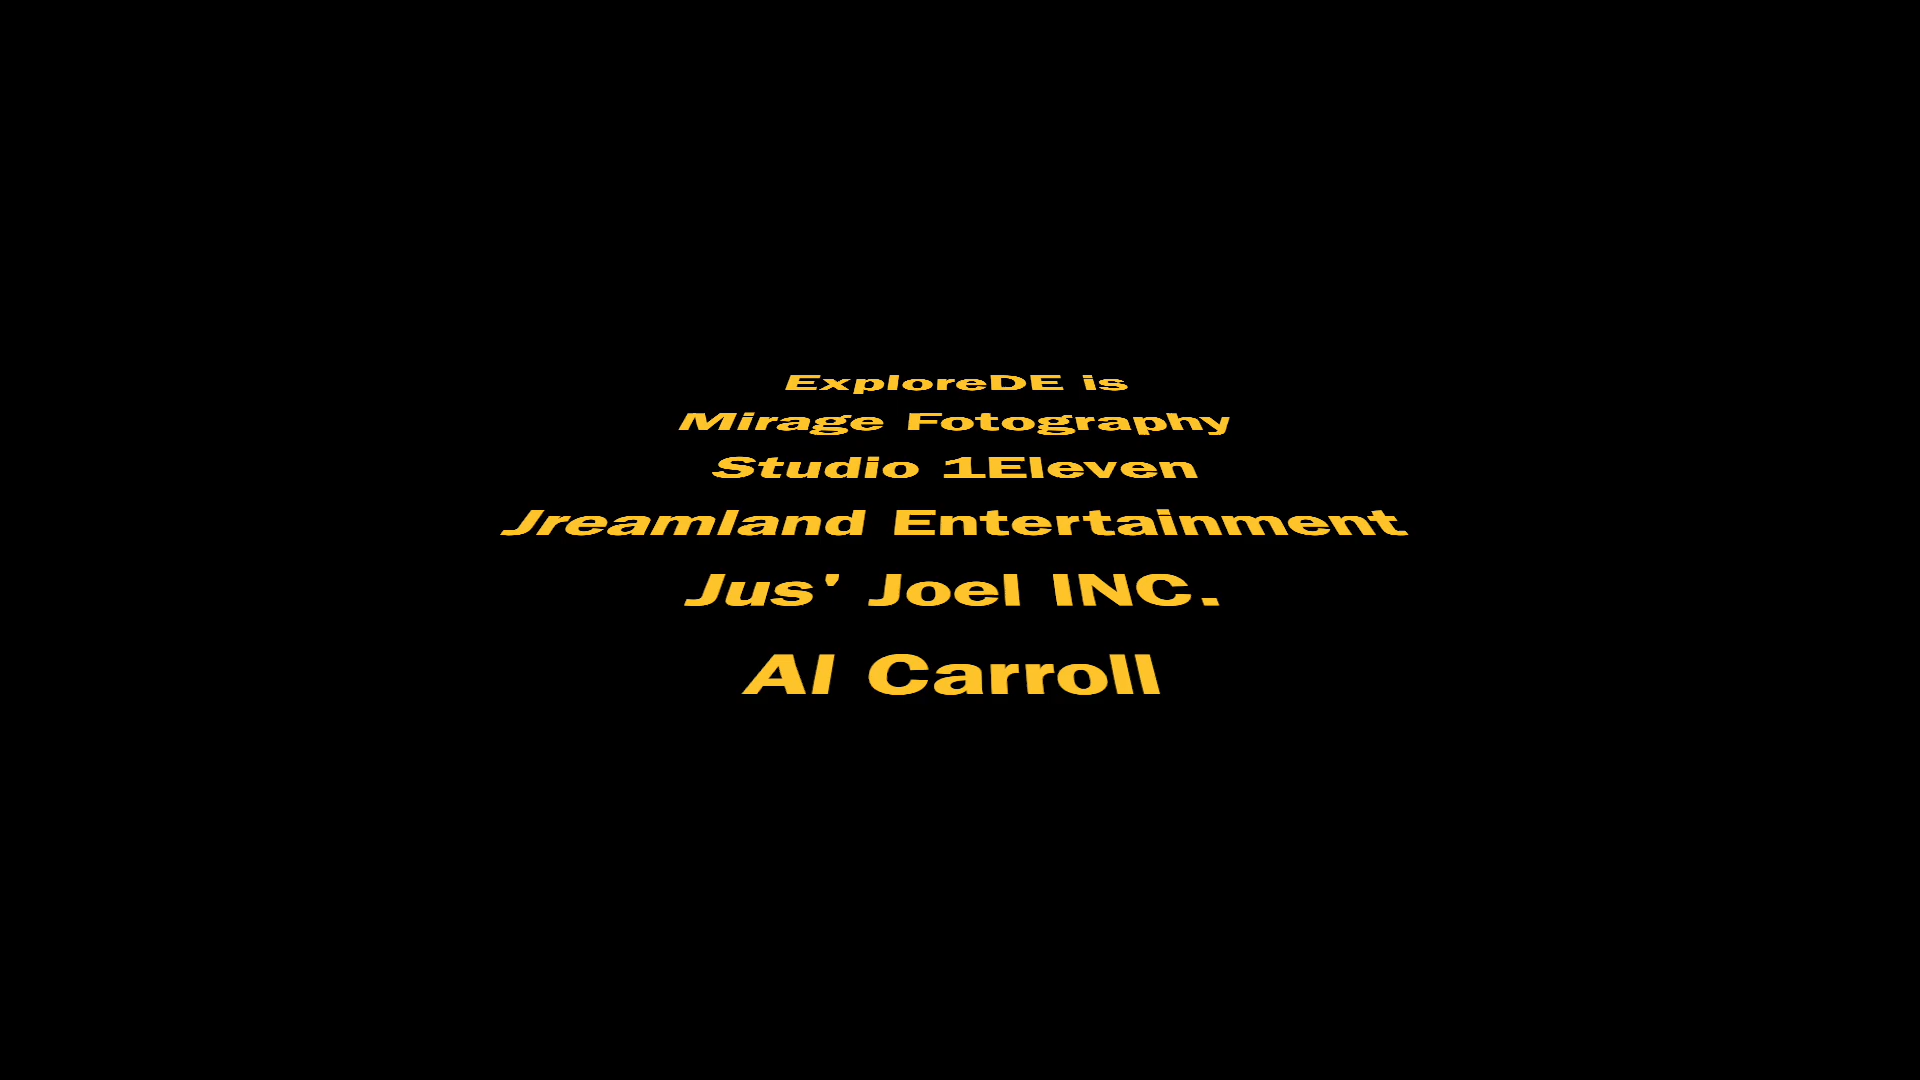 ExploreDE is
Mirage Fotography
Studio 1Eleven
Jreamland Entertainment
Jus' Joel INC.
Al Carroll